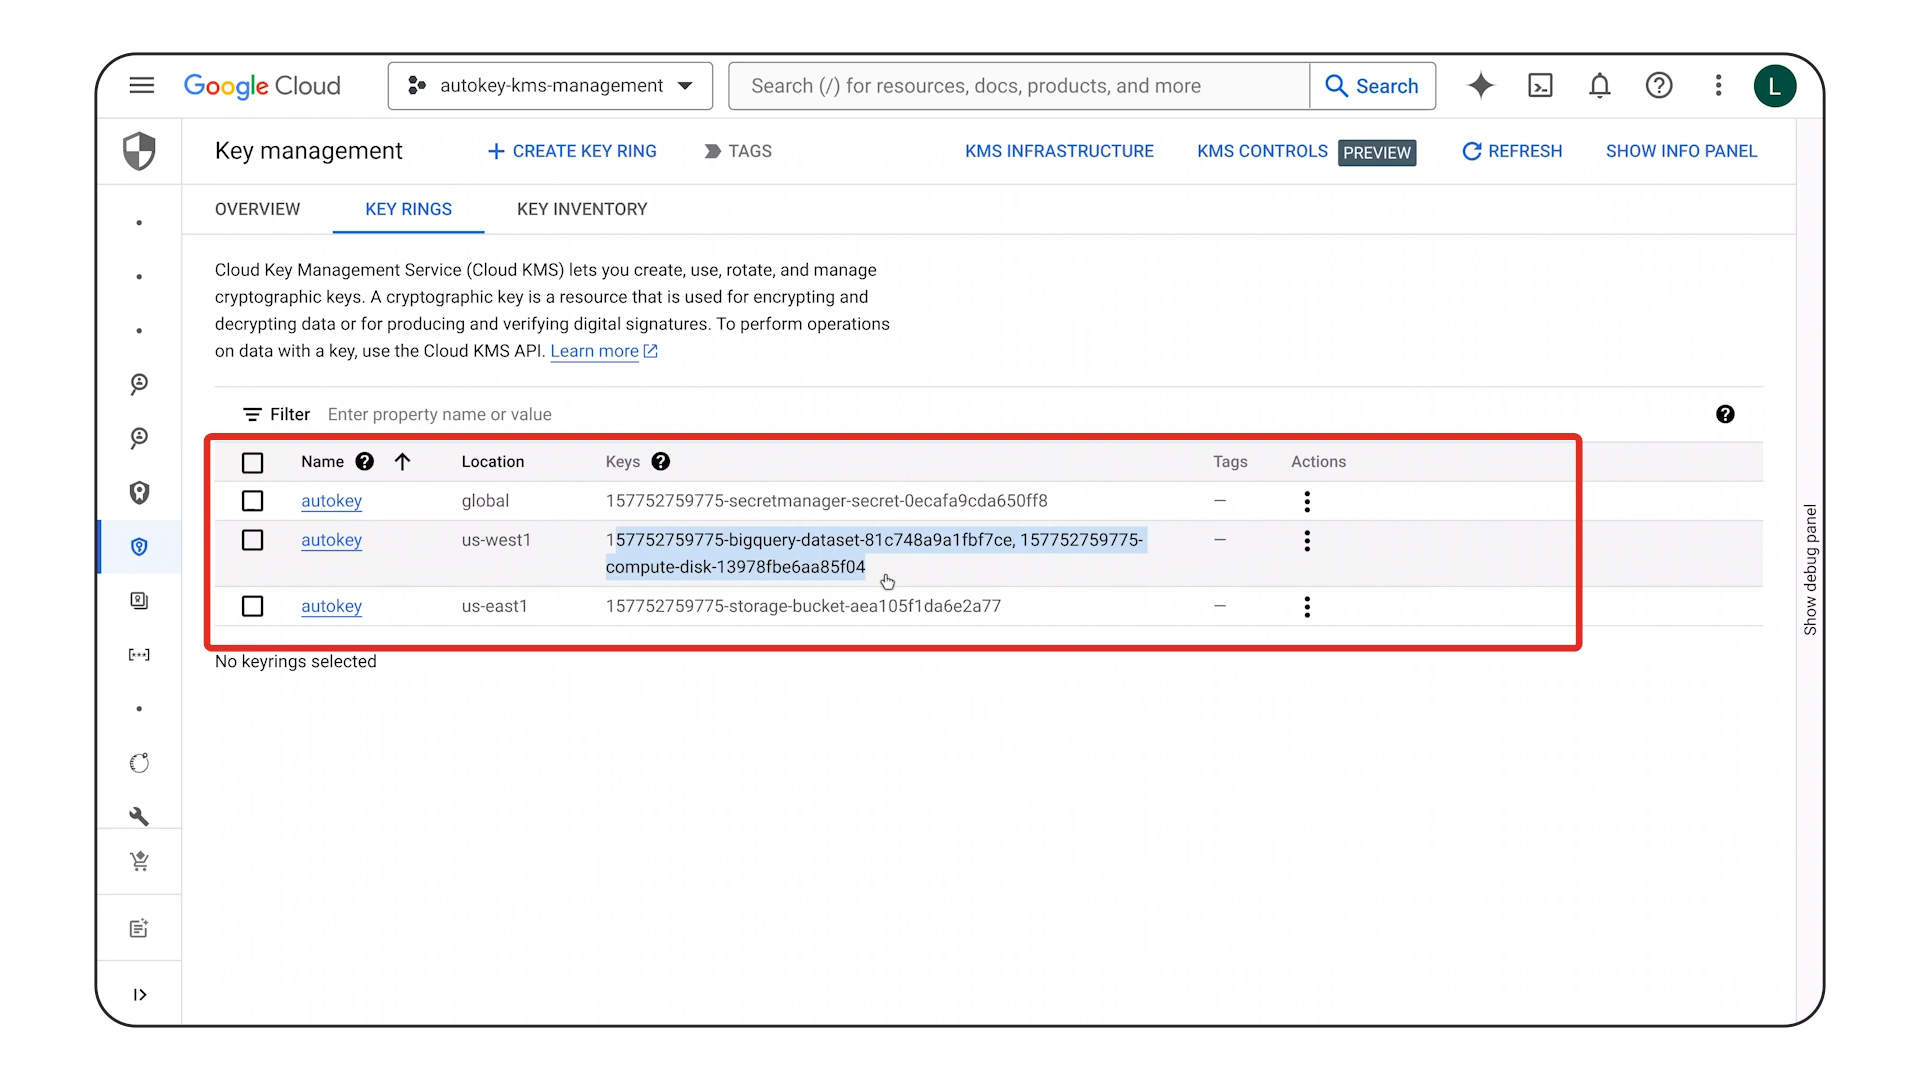 Google Cloud
autokey-kms-management
Search (/) for resources, docs, products, and more
Search
L
Key management
CREATE KEY RING
TAGS
KMS INFRASTRUCTURE
KMS CONTROLS PREVIEW
REFRESH
SHOW INFO PANEL
OVERVIEW
KEY RINGS
KEY INVENTORY
Cloud Key Management Service (Cloud KMS) lets you create, use, rotate, and manage
cryptographic keys. A cryptographic key is a resource that is used for encrypting and
decrypting data or for producing and verifying digital signatures. To perform operations
on data with a key, use the Cloud KMS API. Learn more
Filter Enter property name or value
Name Location Keys Tags Actions
autokey global 157752759775-secretmanager-secret-0ecafa9cda650ff8 —
autokey us-west1 157752759775-bigquery-dataset-81c748a9a1fbf7ce, 157752759775- —
compute-disk-13978fbe6aa85f04
autokey us-east1 157752759775-storage-bucket-aea105f1da6e2a77 —
No keyrings selected
Show debug panel